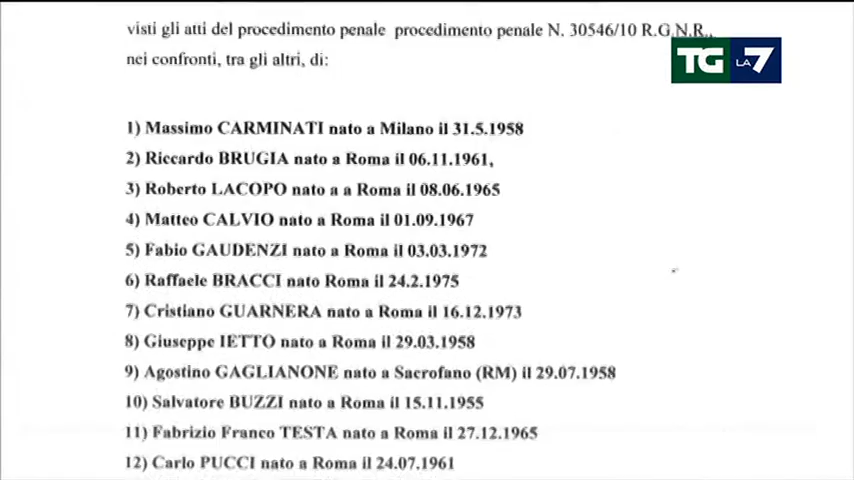 visti gli atti del procedimento penale procedimento penale N. 30546/10 R.G.N.R.,
nei confronti, tra gli altri, di:
TG LA 7
1) Massimo CARMINATI nato a Milano il 31.5.1958
2) Riccardo BRUGIA nato a Roma il 06.11.1961,
3) Roberto LACOPO nato a a Roma il 08.06.1965
4) Matteo CALVIO nato a Roma il 01.09.1967
5) Fabio GAUDENZI nato a Roma il 03.03.1972
6) Raffaele BRACCI nato Roma il 24.2.1975
7) Cristiano GUARNERA nato a Roma il 16.12.1973
8) Giuseppe IETTO nato a Roma il 29.03.1958
9) Agostino GAGLIANONE nato a Sacrofano (RM) il 29.07.1958
10) Salvatore BUZZI nato a Roma il 15.11.1955
11) Fabrizio Franco TESTA nato a Roma il 27.12.1965
12) Carlo PUCCI nato a Roma il 24.07.1961